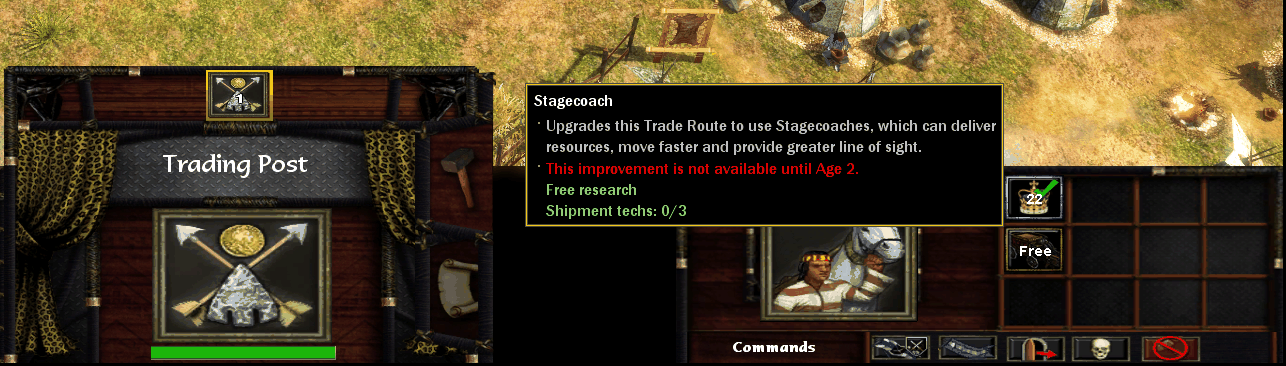 1
Trading Post
Stagecoach
· Upgrades this Trade Route to use Stagecoaches, which can deliver
resources, move faster and provide greater line of sight.
· This improvement is not available until Age 2.
Free research
Shipment techs: 0/3
22
Free
Commands